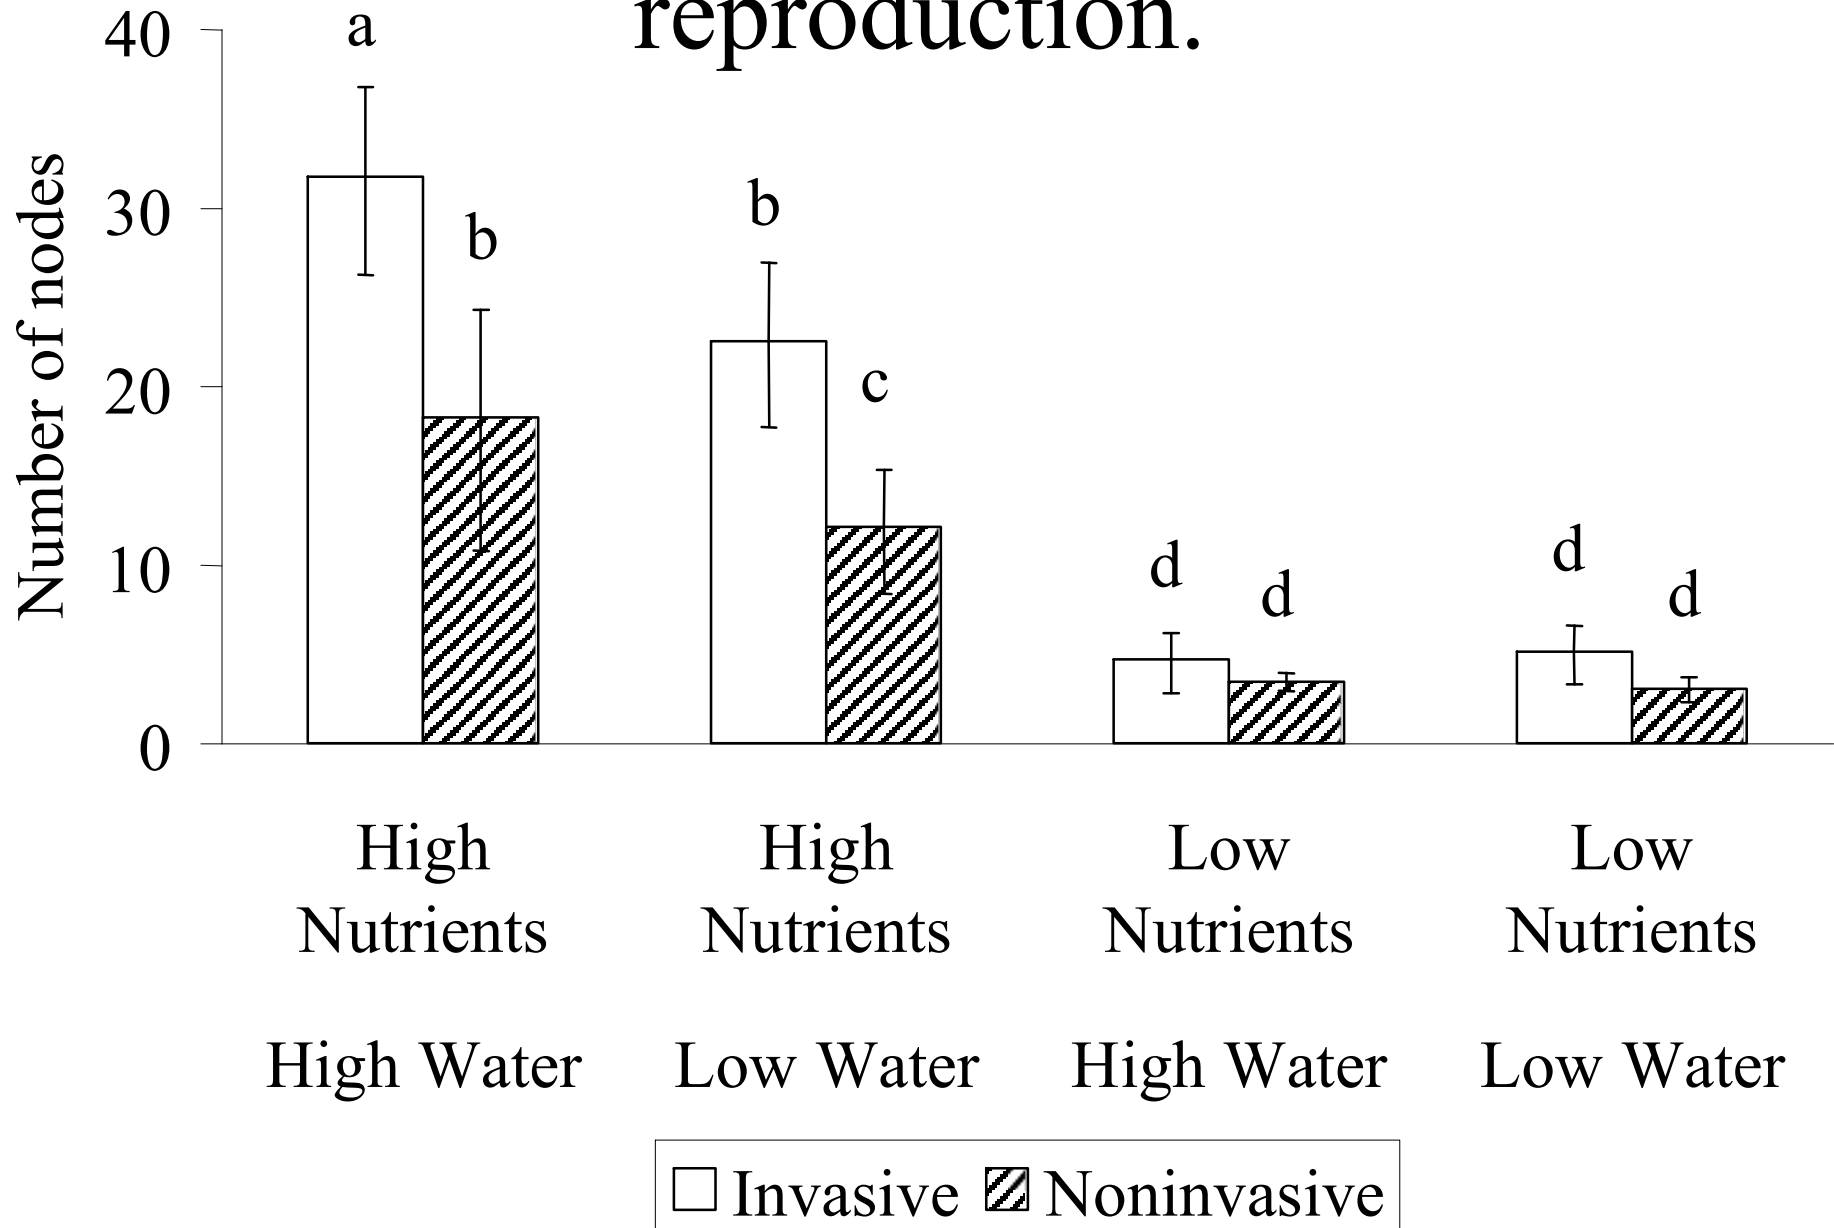 reproduction.
40
30
20
10
0
Number of nodes
a
b
b
c
d
d
d
d
High
Nutrients
High Water
High
Nutrients
Low Water
Low
Nutrients
High Water
Low
Nutrients
Low Water
Invasive
Noninvasive